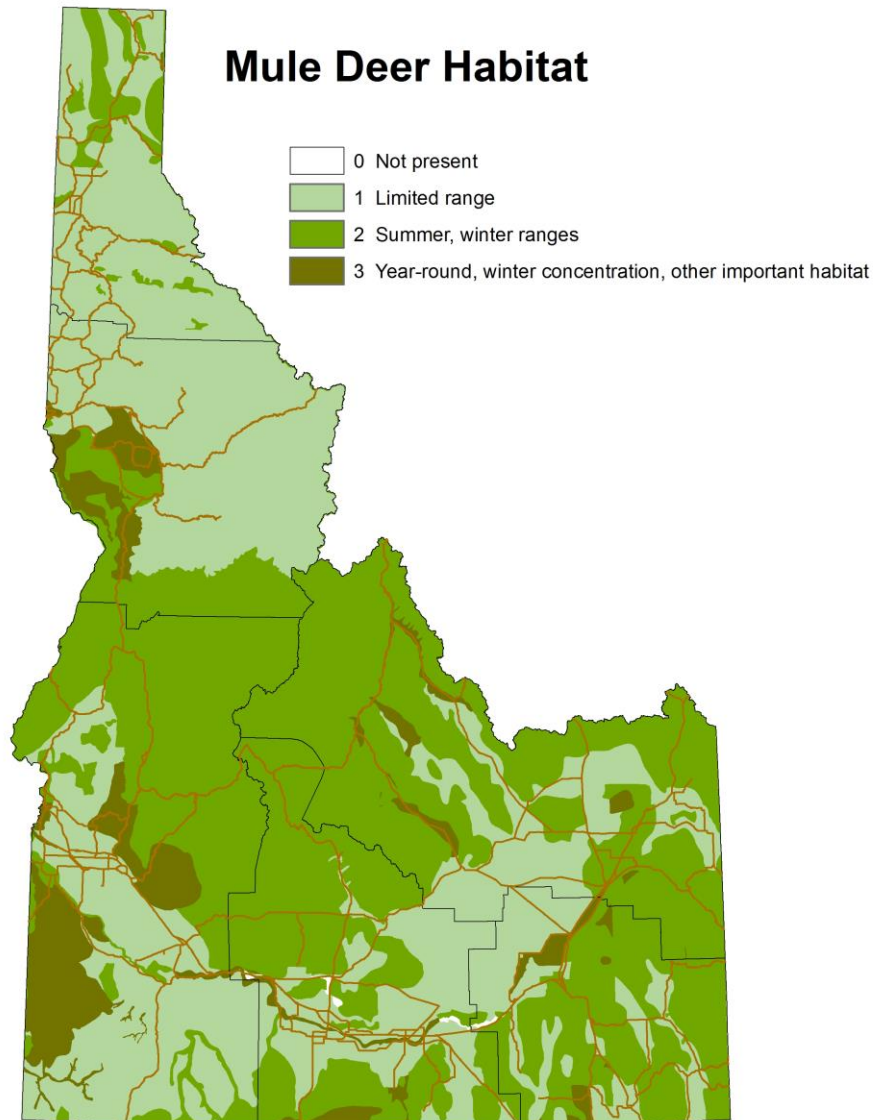 Mule Deer Habitat
0 Not present
1 Limited range
2 Summer, winter ranges
3 Year-round, winter concentration, other important habitat